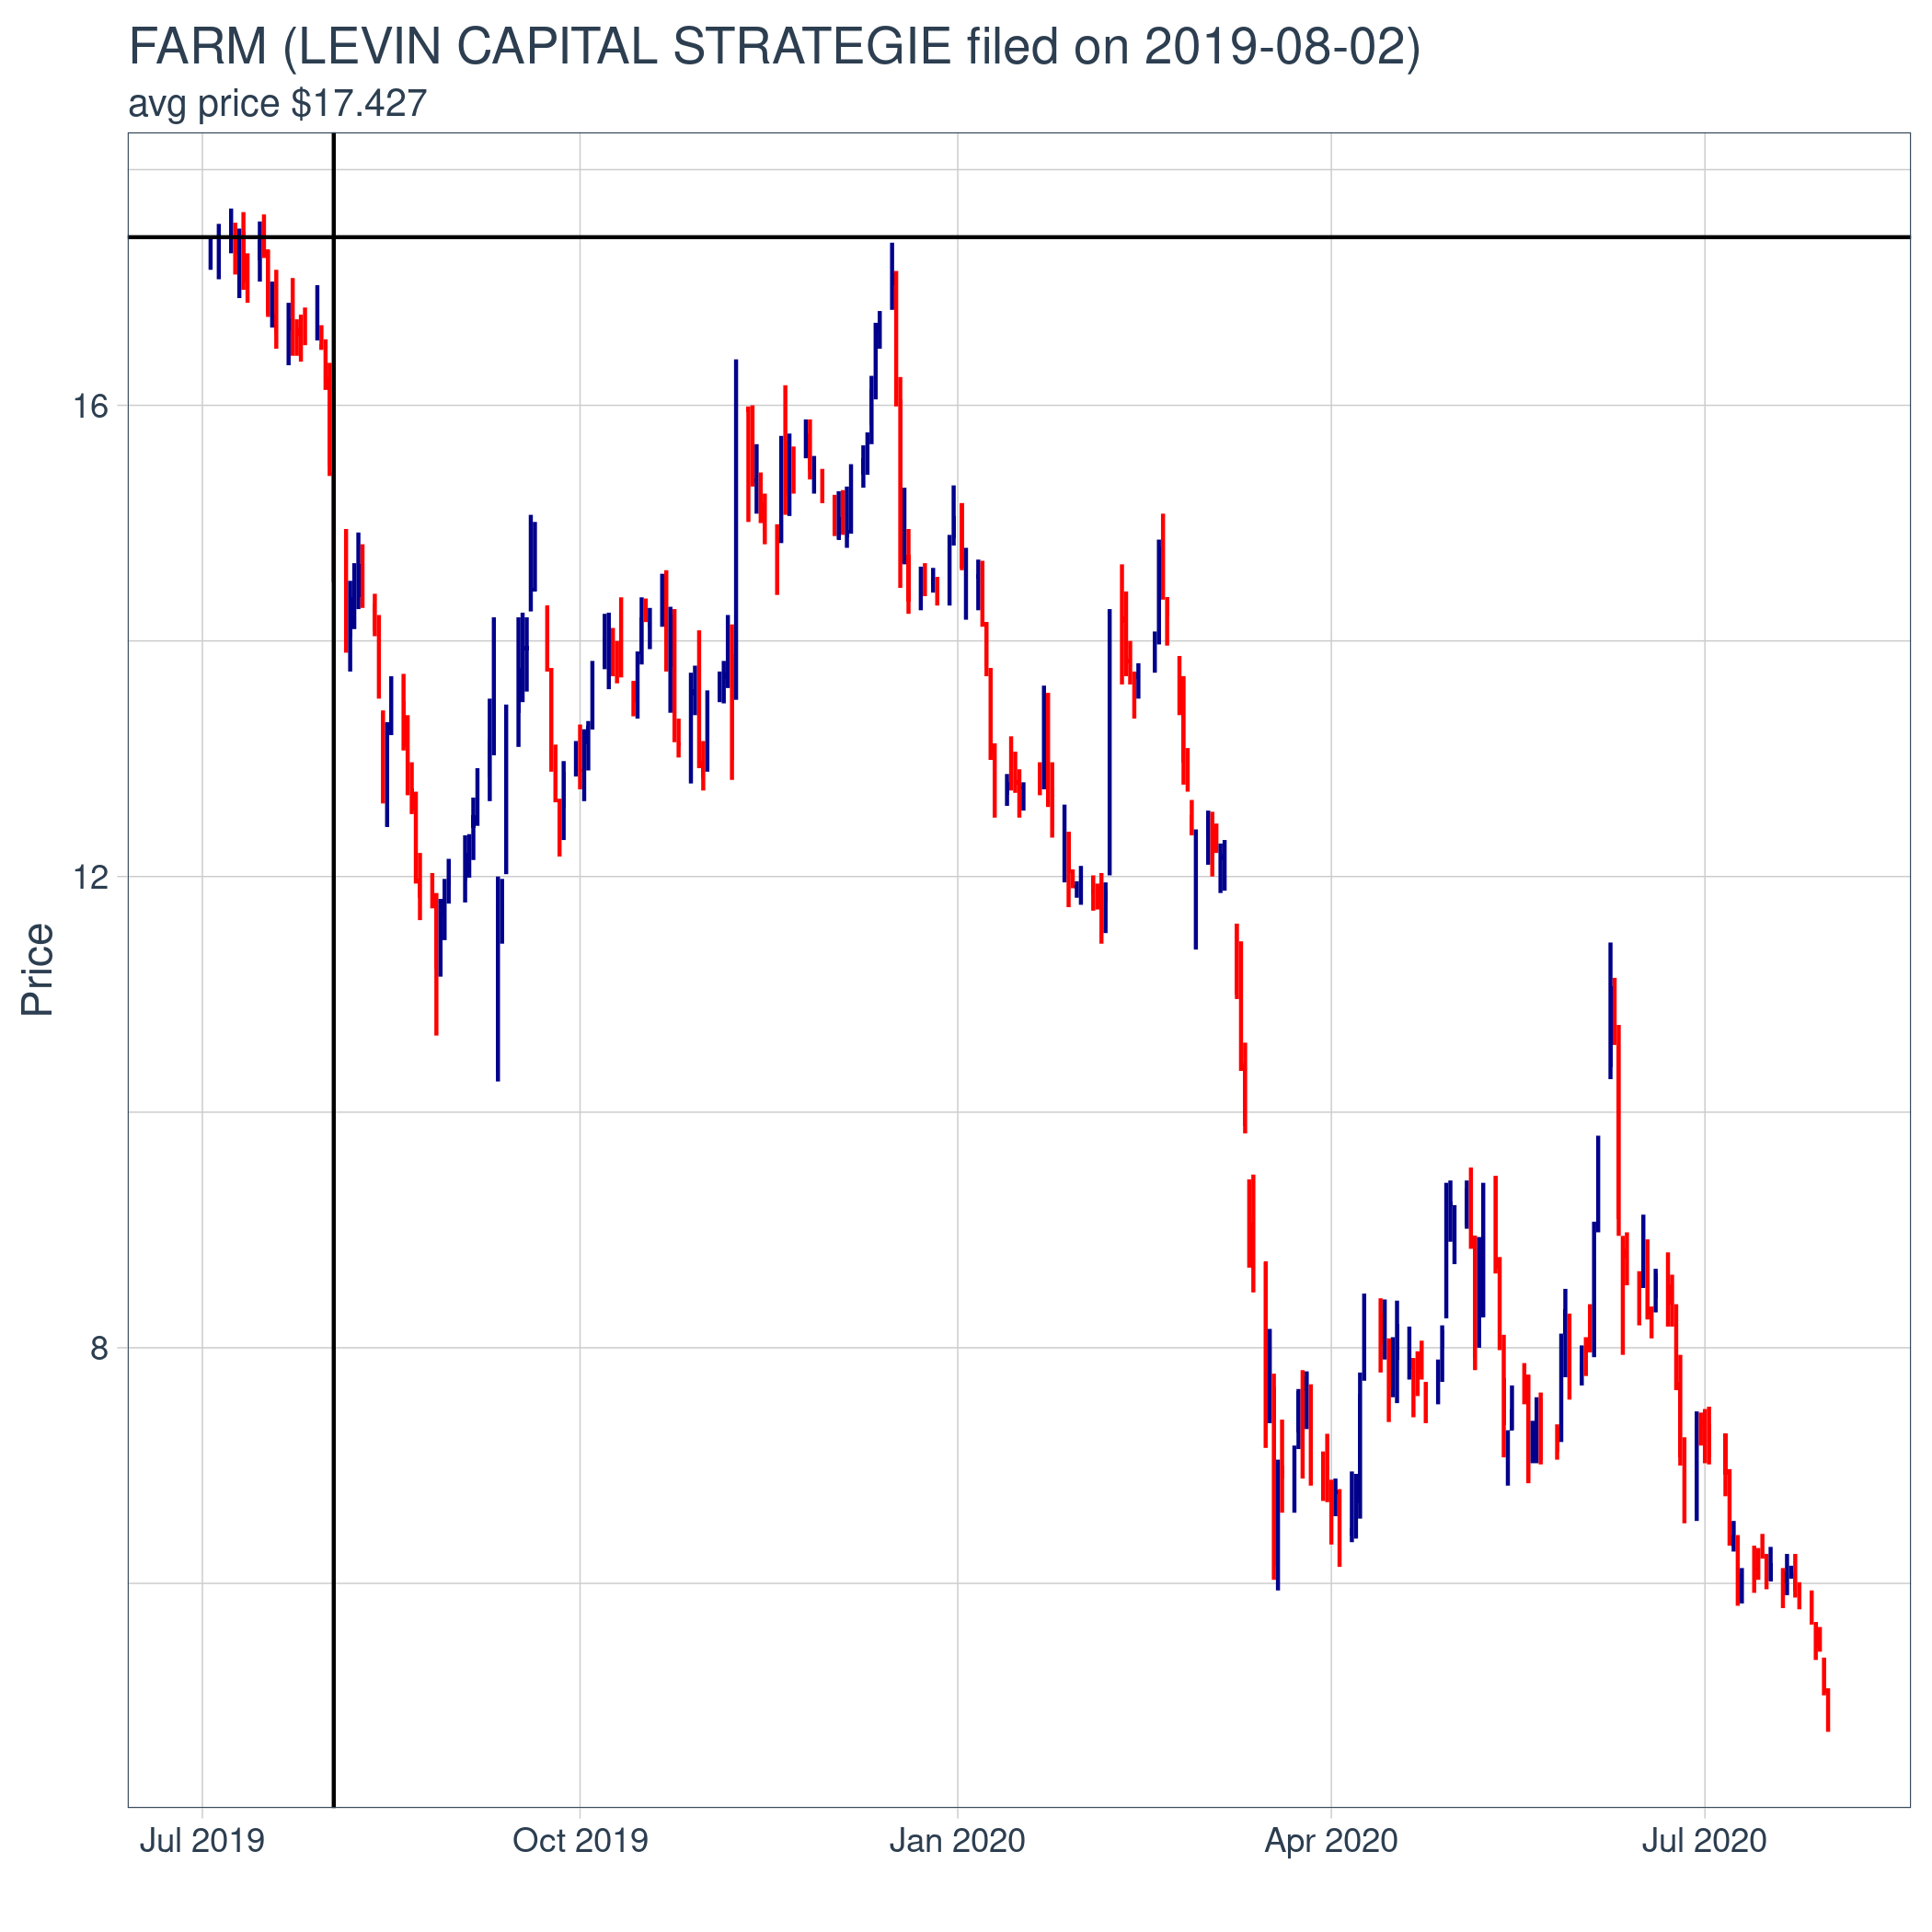 FARM (LEVIN CAPITAL STRATEGIE filed on 2019-08-02)
avg price $17.427
16
12
8
Price
Jul 2019
Oct 2019
Jan 2020
Apr 2020
Jul 2020